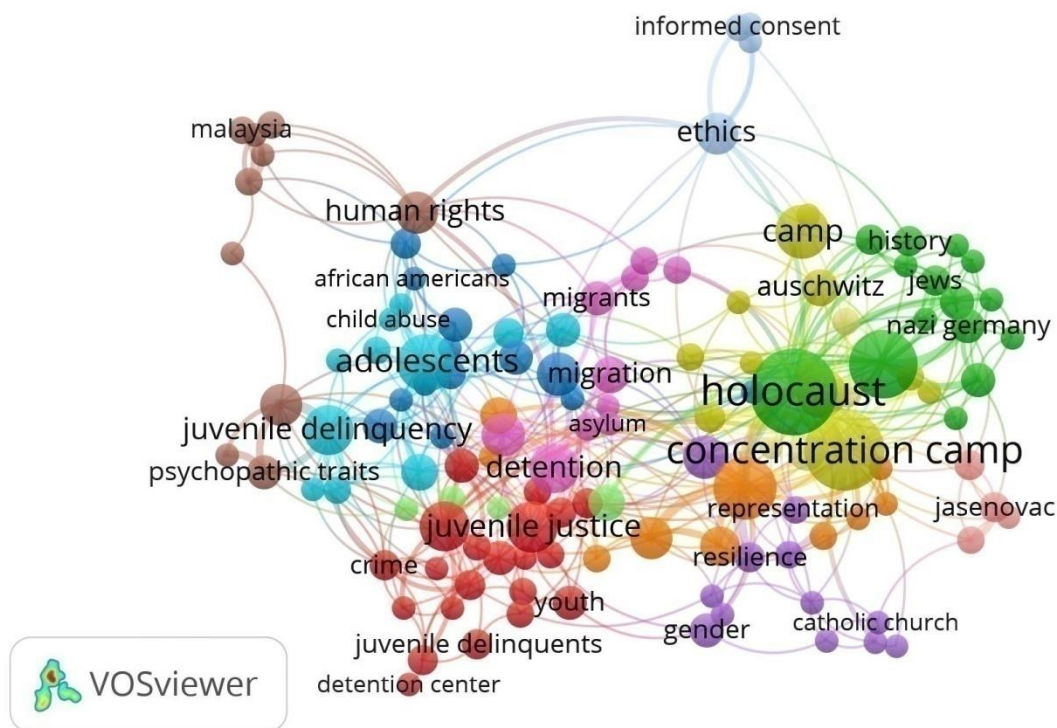 informed consent
malaysia
ethics
human rights
camp
history
african americans
migrants
auschwitz
jews
child abuse
nazi germany
adolescents
migration
holocaust
asylum
juvenile delinquency
concentration camp
psychopathic traits
detention
representation
jasenovac
juvenile justice
crime
resilience
youth
gender
catholic church
juvenile delinquents
detention center
VOSviewer